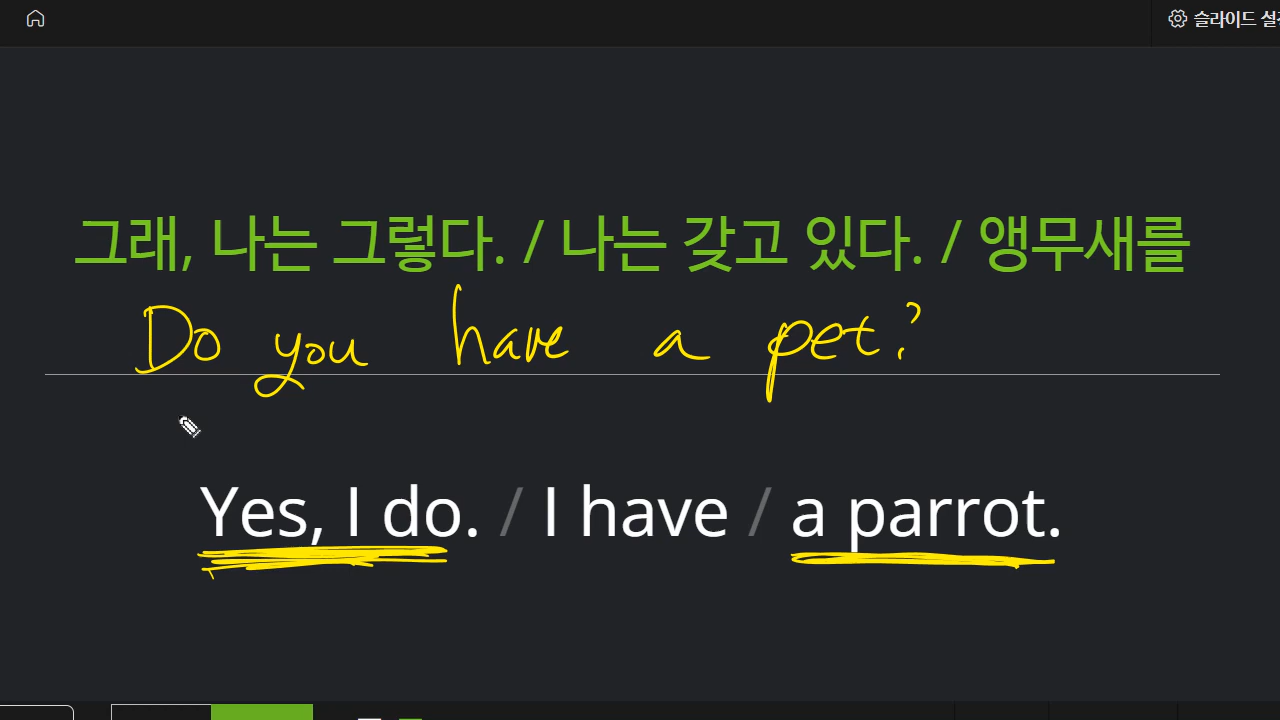 슬라이드
그래, 나는 그렇다. / 나는 갖고 있다. / 앵무새를
Do you have a pet?
Yes, I do. / I have / a parrot.